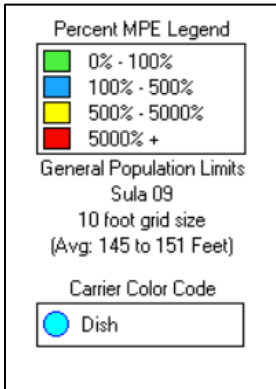 Percent MPE Legend
0% - 100%
100% - 500%
500% - 5000%
5000% +
General Population Limits
Sula 09
10 foot grid size
(Avg: 145 to 151 Feet)
Carrier Color Code
Dish